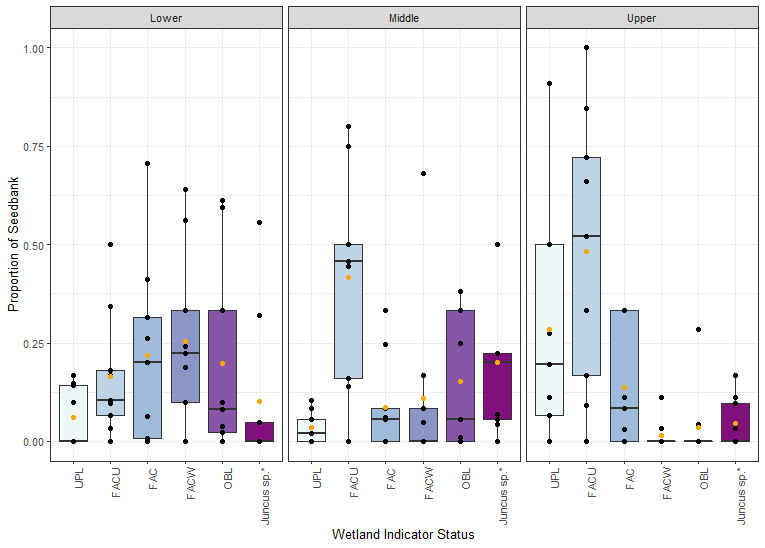 Lower Middle Upper
1.00
0.75
0.50
0.25
0.00
Proportion of Seedbank
UPL FACU FAC FACW OBL Juncus sp.* UPL FACU FAC FACW OBL Juncus sp.* UPL FACU FAC FACW OBL Juncus sp.*
Wetland Indicator Status